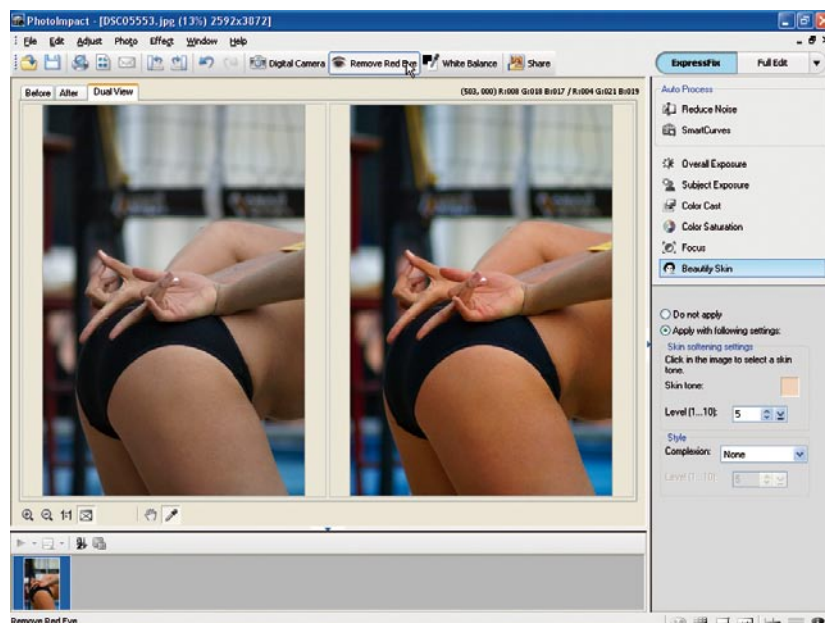 PhotoImpact - [DSC05553.jpg (13%) 2592x3872]
File Edit Adjust Photo Effect Window Help
Digital Camera Remove Red Eye White Balance Share ExpressFix Full Edit
Before After Dual View (503, 000) R:008 G:018 B:017 / R:004 G:021 B:019
Auto Process
Reduce Noise
SmartCurves
Overall Exposure
Subject Exposure
Color Cast
Color Saturation
Focus
Beautify Skin
Do not apply
Apply with following settings:
Skin softening settings
Click in the image to select a skin
tone.
Skin tone:
Level (1...10): 5
Style
Complexion: None
Level (1...10): 5
1:1
Remove Red Eye